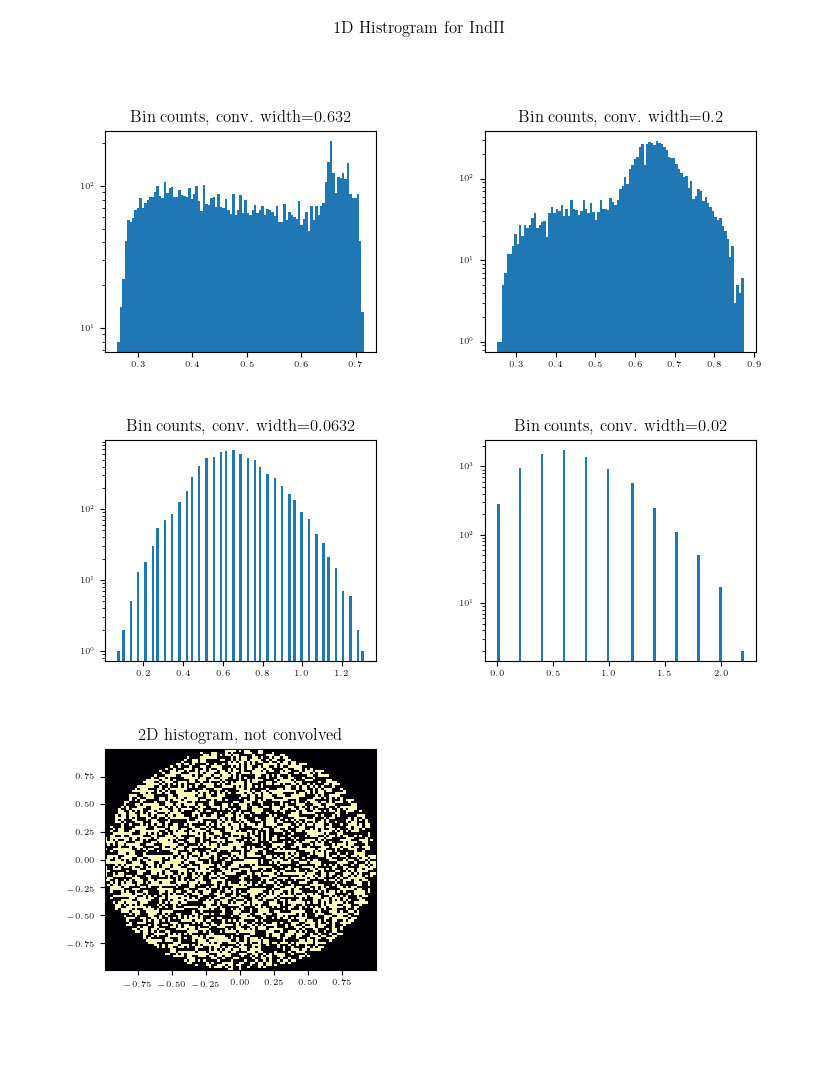 1D Histrogram for IndII
Bin counts, conv. width=0.632
10²
10¹
0.3 0.4 0.5 0.6 0.7
Bin counts, conv. width=0.2
10²
10¹
10⁰
0.3 0.4 0.5 0.6 0.7 0.8 0.9
Bin counts, conv. width=0.0632
10²
10¹
10⁰
0.2 0.4 0.6 0.8 1.0 1.2
Bin counts, conv. width=0.02
10³
10²
10¹
0.0 0.5 1.0 1.5 2.0
2D histogram, not convolved
0.75
0.50
0.25
0.00
−0.25
−0.50
−0.75
−0.75 −0.50 −0.25 0.00 0.25 0.50 0.75